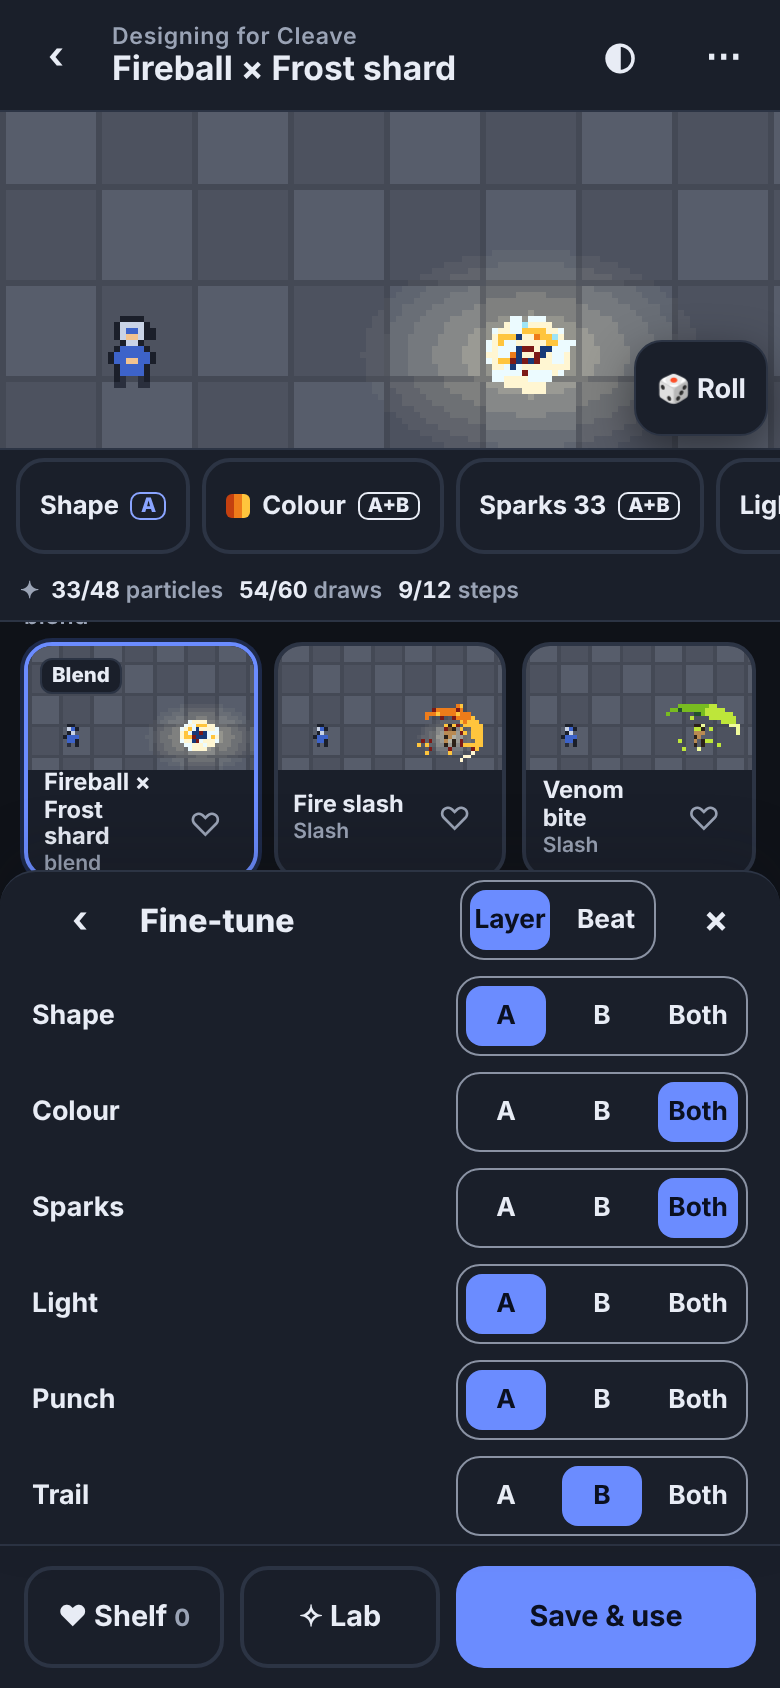 Designing for Cleave
Fireball × Frost shard
Roll
Shape A
Colour A+B
Sparks 33 A+B
33/48 particles 54/60 draws 9/12 steps
blend
Blend
Fireball ×
Frost
shard
blend
Fire slash
Slash
Venom
bite
Slash
Fine-tune
Layer Beat
Shape A B Both
Colour A B Both
Sparks A B Both
Light A B Both
Punch A B Both
Trail A B Both
Shelf 0
Lab
Save & use